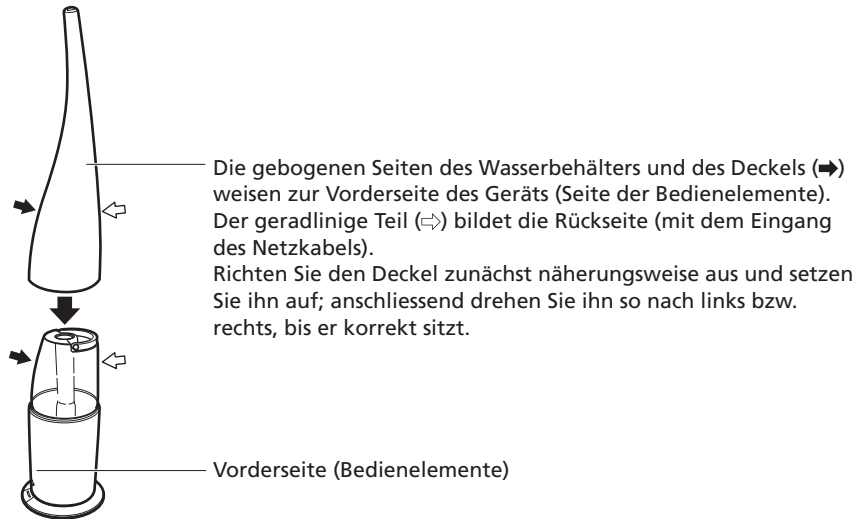 Die gebogenen Seiten des Wasserbehälters und des Deckels (➡)
weisen zur Vorderseite des Geräts (Seite der Bedienelemente).
Der geradlinige Teil (⇨) bildet die Rückseite (mit dem Eingang
des Netzkabels).
Richten Sie den Deckel zunächst näherungsweise aus und setzen
Sie ihn auf; anschliessend drehen Sie ihn so nach links bzw.
rechts, bis er korrekt sitzt.
Vorderseite (Bedienelemente)